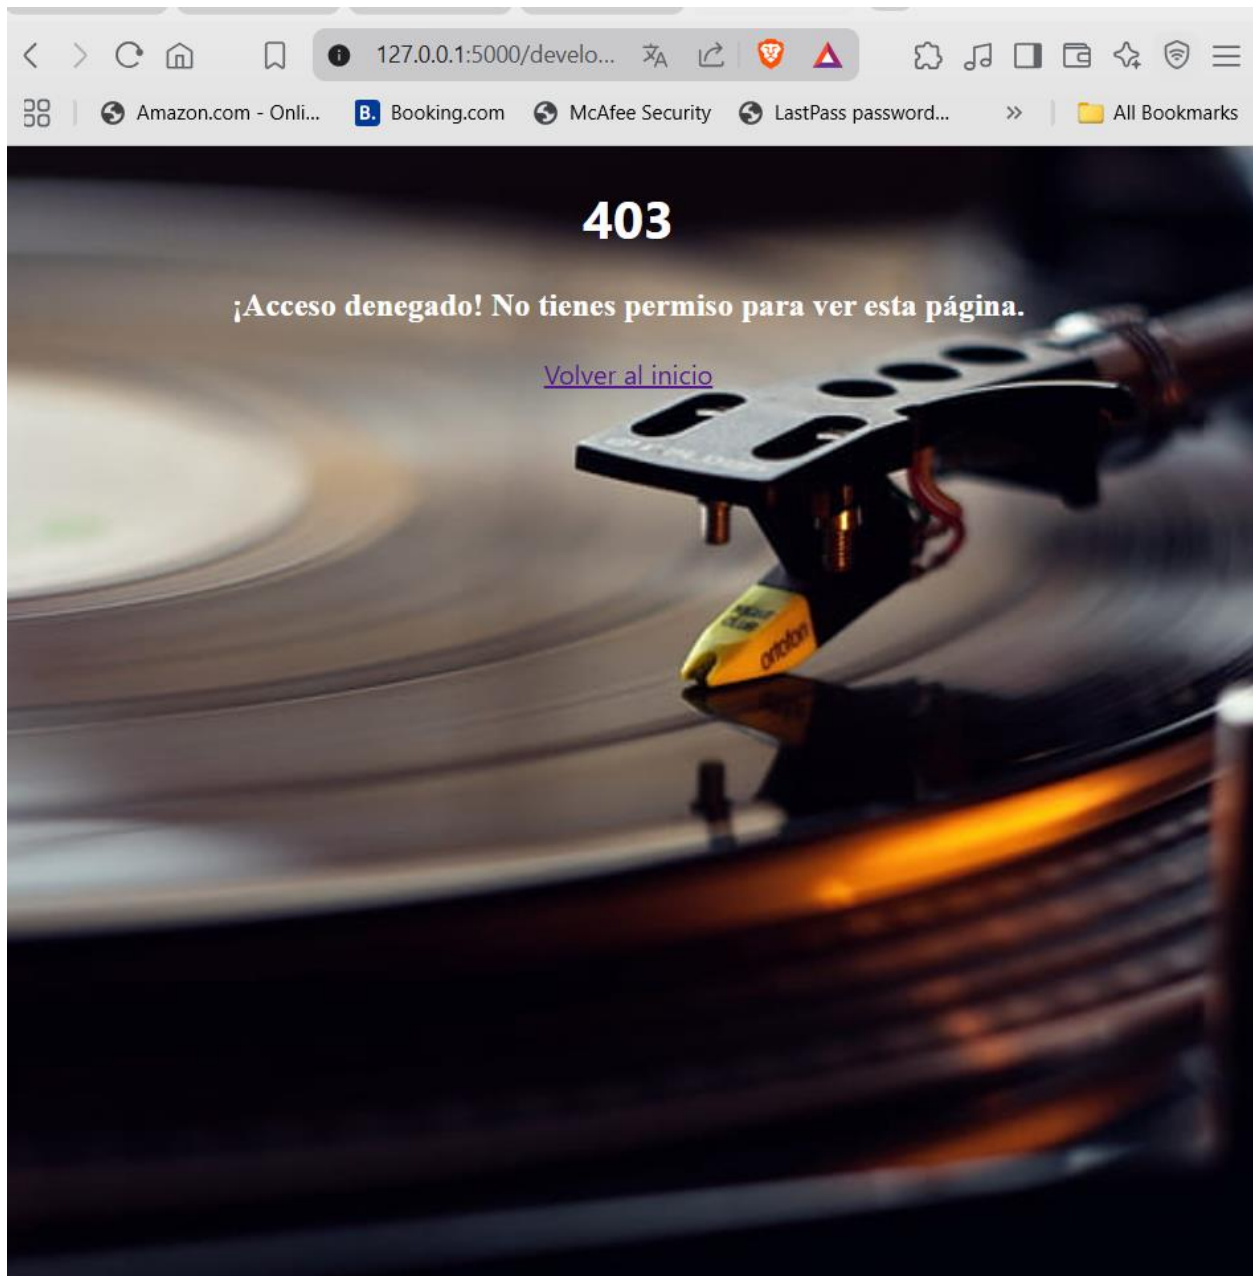 127.0.0.1:5000/develo...
Amazon.com - Onli...
B. Booking.com
McAfee Security
LastPass password...
All Bookmarks
403
¡Acceso denegado! No tienes permiso para ver esta página.
Volver al inicio
CLUB
ortofon